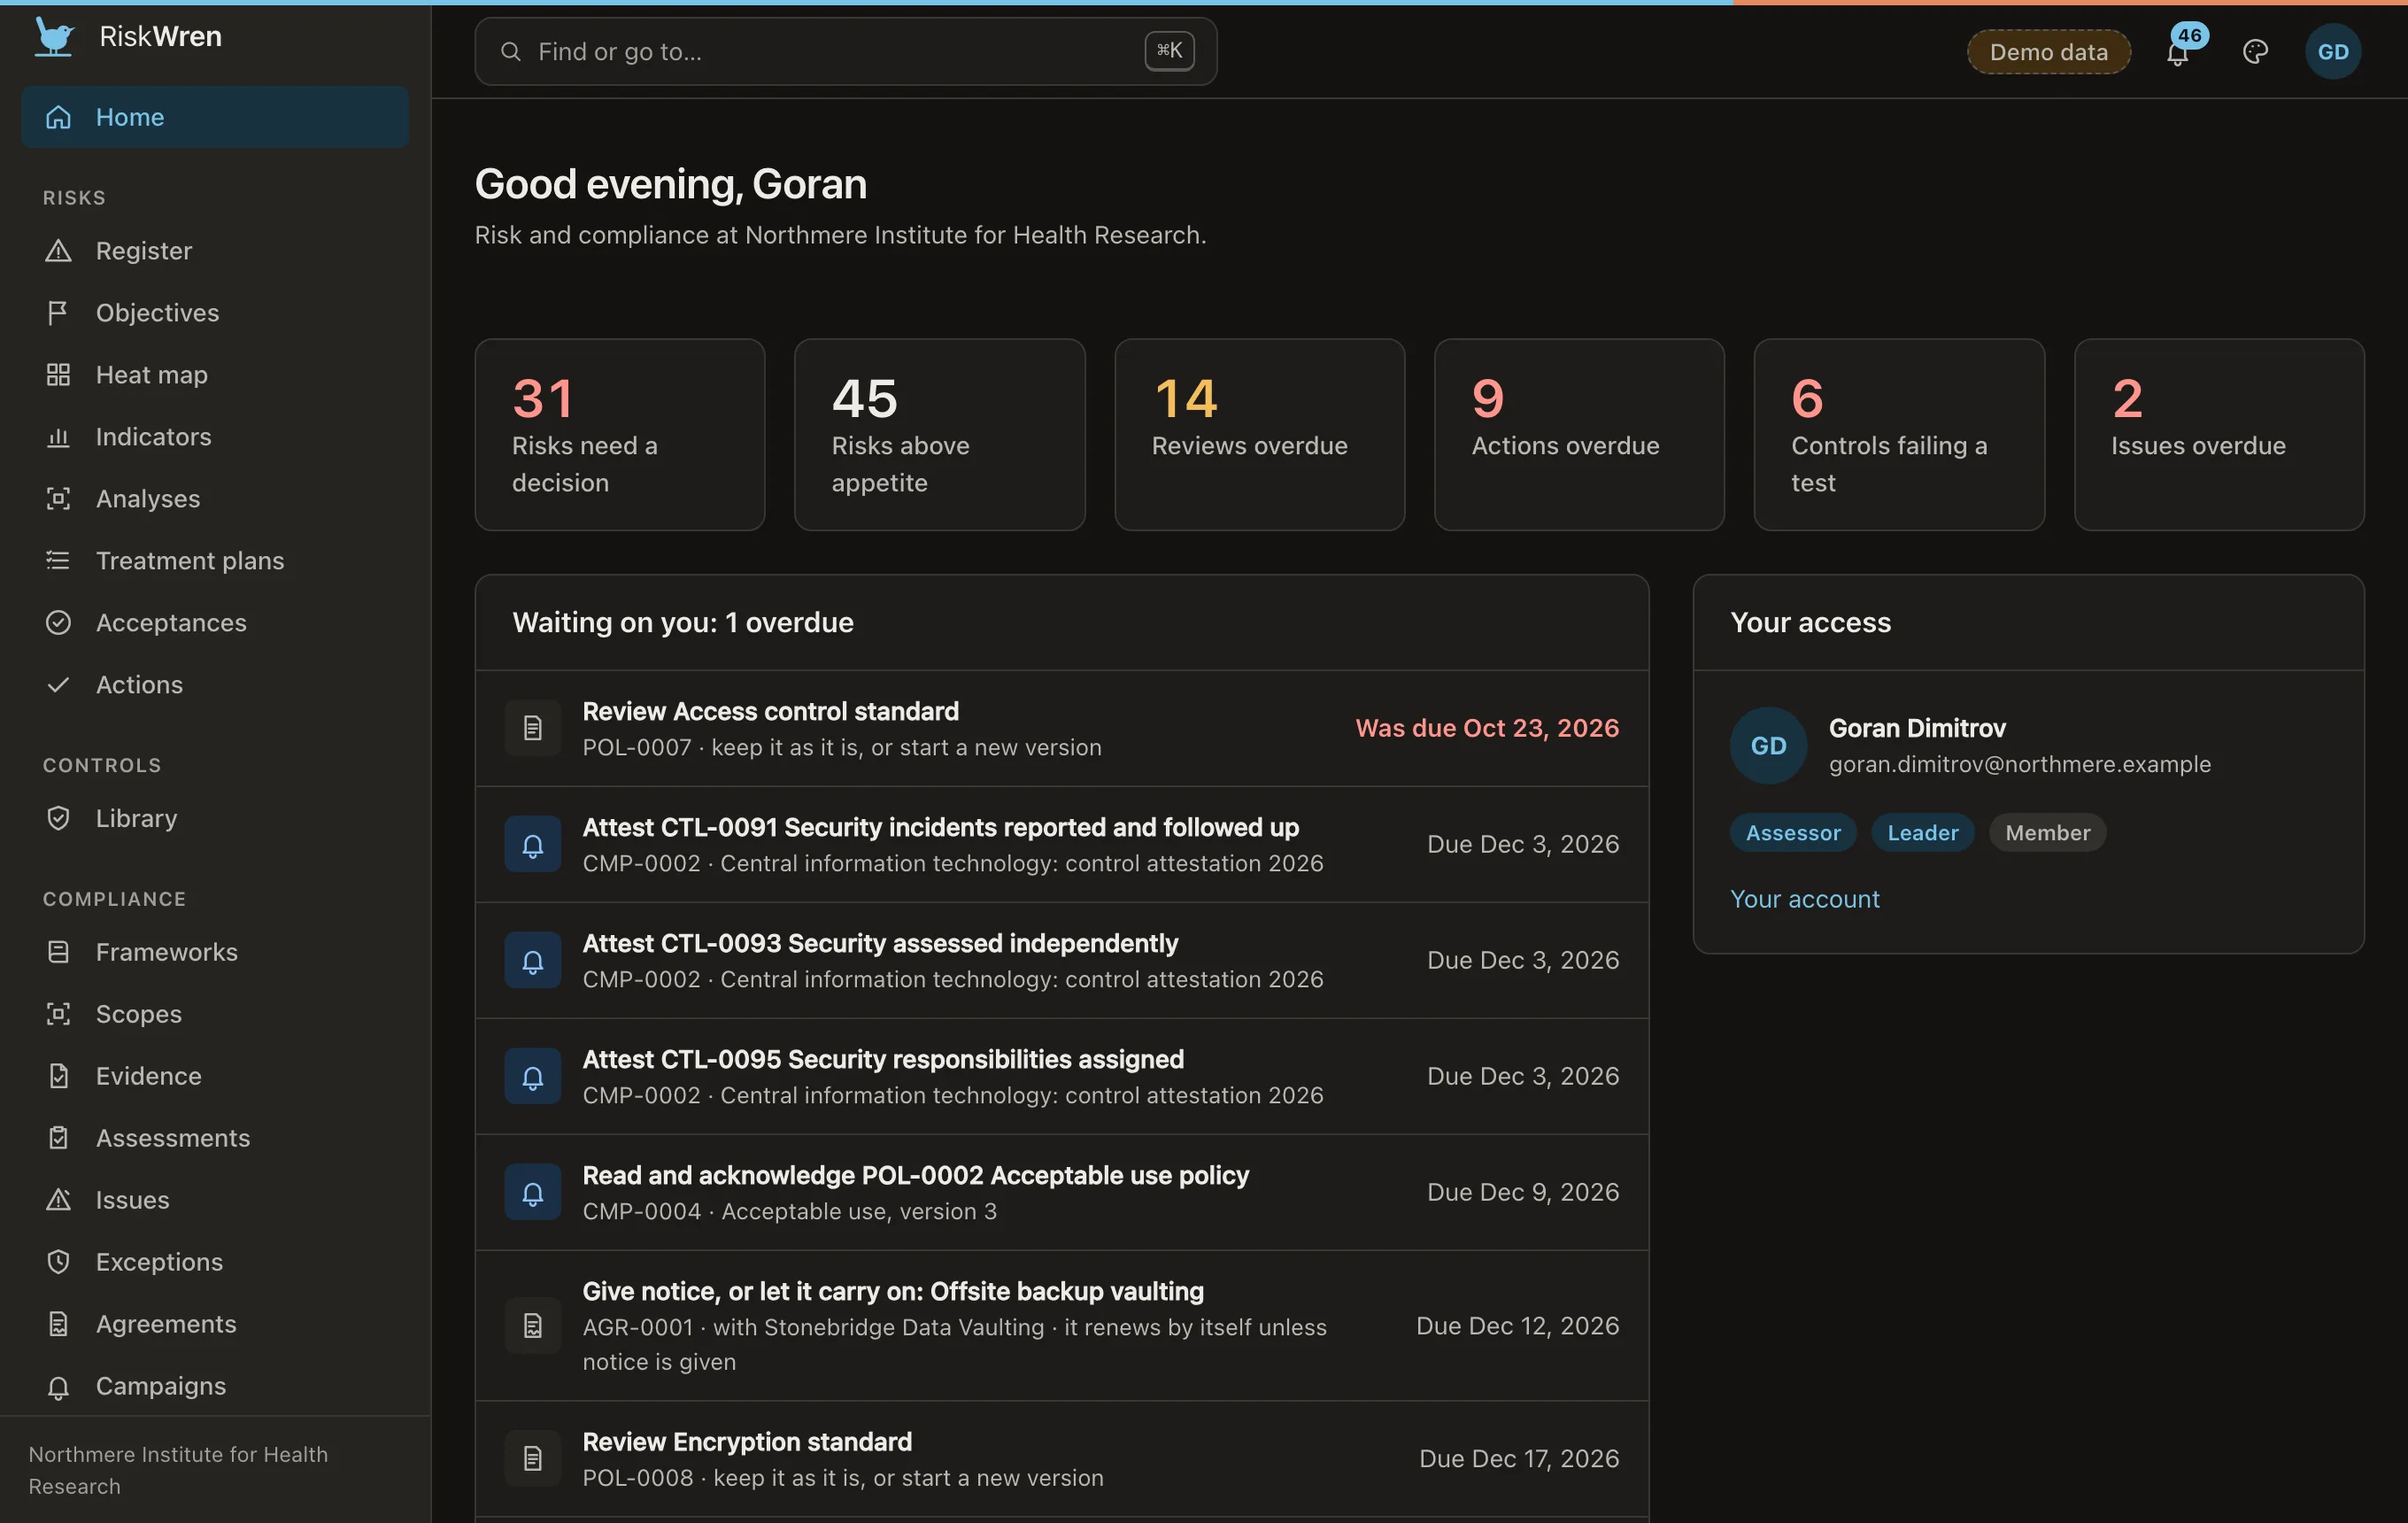 RiskWren
Home
RISKS
Register
Objectives
Heat map
Indicators
Analyses
Treatment plans
Acceptances
Actions
CONTROLS
Library
COMPLIANCE
Frameworks
Scopes
Evidence
Assessments
Issues
Exceptions
Agreements
Campaigns
Northmere Institute for Health
Research
Find or go to...
⌘K
Demo data
46
GD
Good evening, Goran
Risk and compliance at Northmere Institute for Health Research.
31
Risks need a
decision
45
Risks above
appetite
14
Reviews overdue
9
Actions overdue
6
Controls failing a
test
2
Issues overdue
Waiting on you: 1 overdue
Review Access control standard
POL-0007 · keep it as it is, or start a new version
Was due Oct 23, 2026
Attest CTL-0091 Security incidents reported and followed up
CMP-0002 · Central information technology: control attestation 2026
Due Dec 3, 2026
Attest CTL-0093 Security assessed independently
CMP-0002 · Central information technology: control attestation 2026
Due Dec 3, 2026
Attest CTL-0095 Security responsibilities assigned
CMP-0002 · Central information technology: control attestation 2026
Due Dec 3, 2026
Read and acknowledge POL-0002 Acceptable use policy
CMP-0004 · Acceptable use, version 3
Due Dec 9, 2026
Give notice, or let it carry on: Offsite backup vaulting
AGR-0001 · with Stonebridge Data Vaulting · it renews by itself unless
notice is given
Due Dec 12, 2026
Review Encryption standard
POL-0008 · keep it as it is, or start a new version
Due Dec 17, 2026
Your access
GD
Goran Dimitrov
goran.dimitrov@northmere.example
Assessor
Leader
Member
Your account